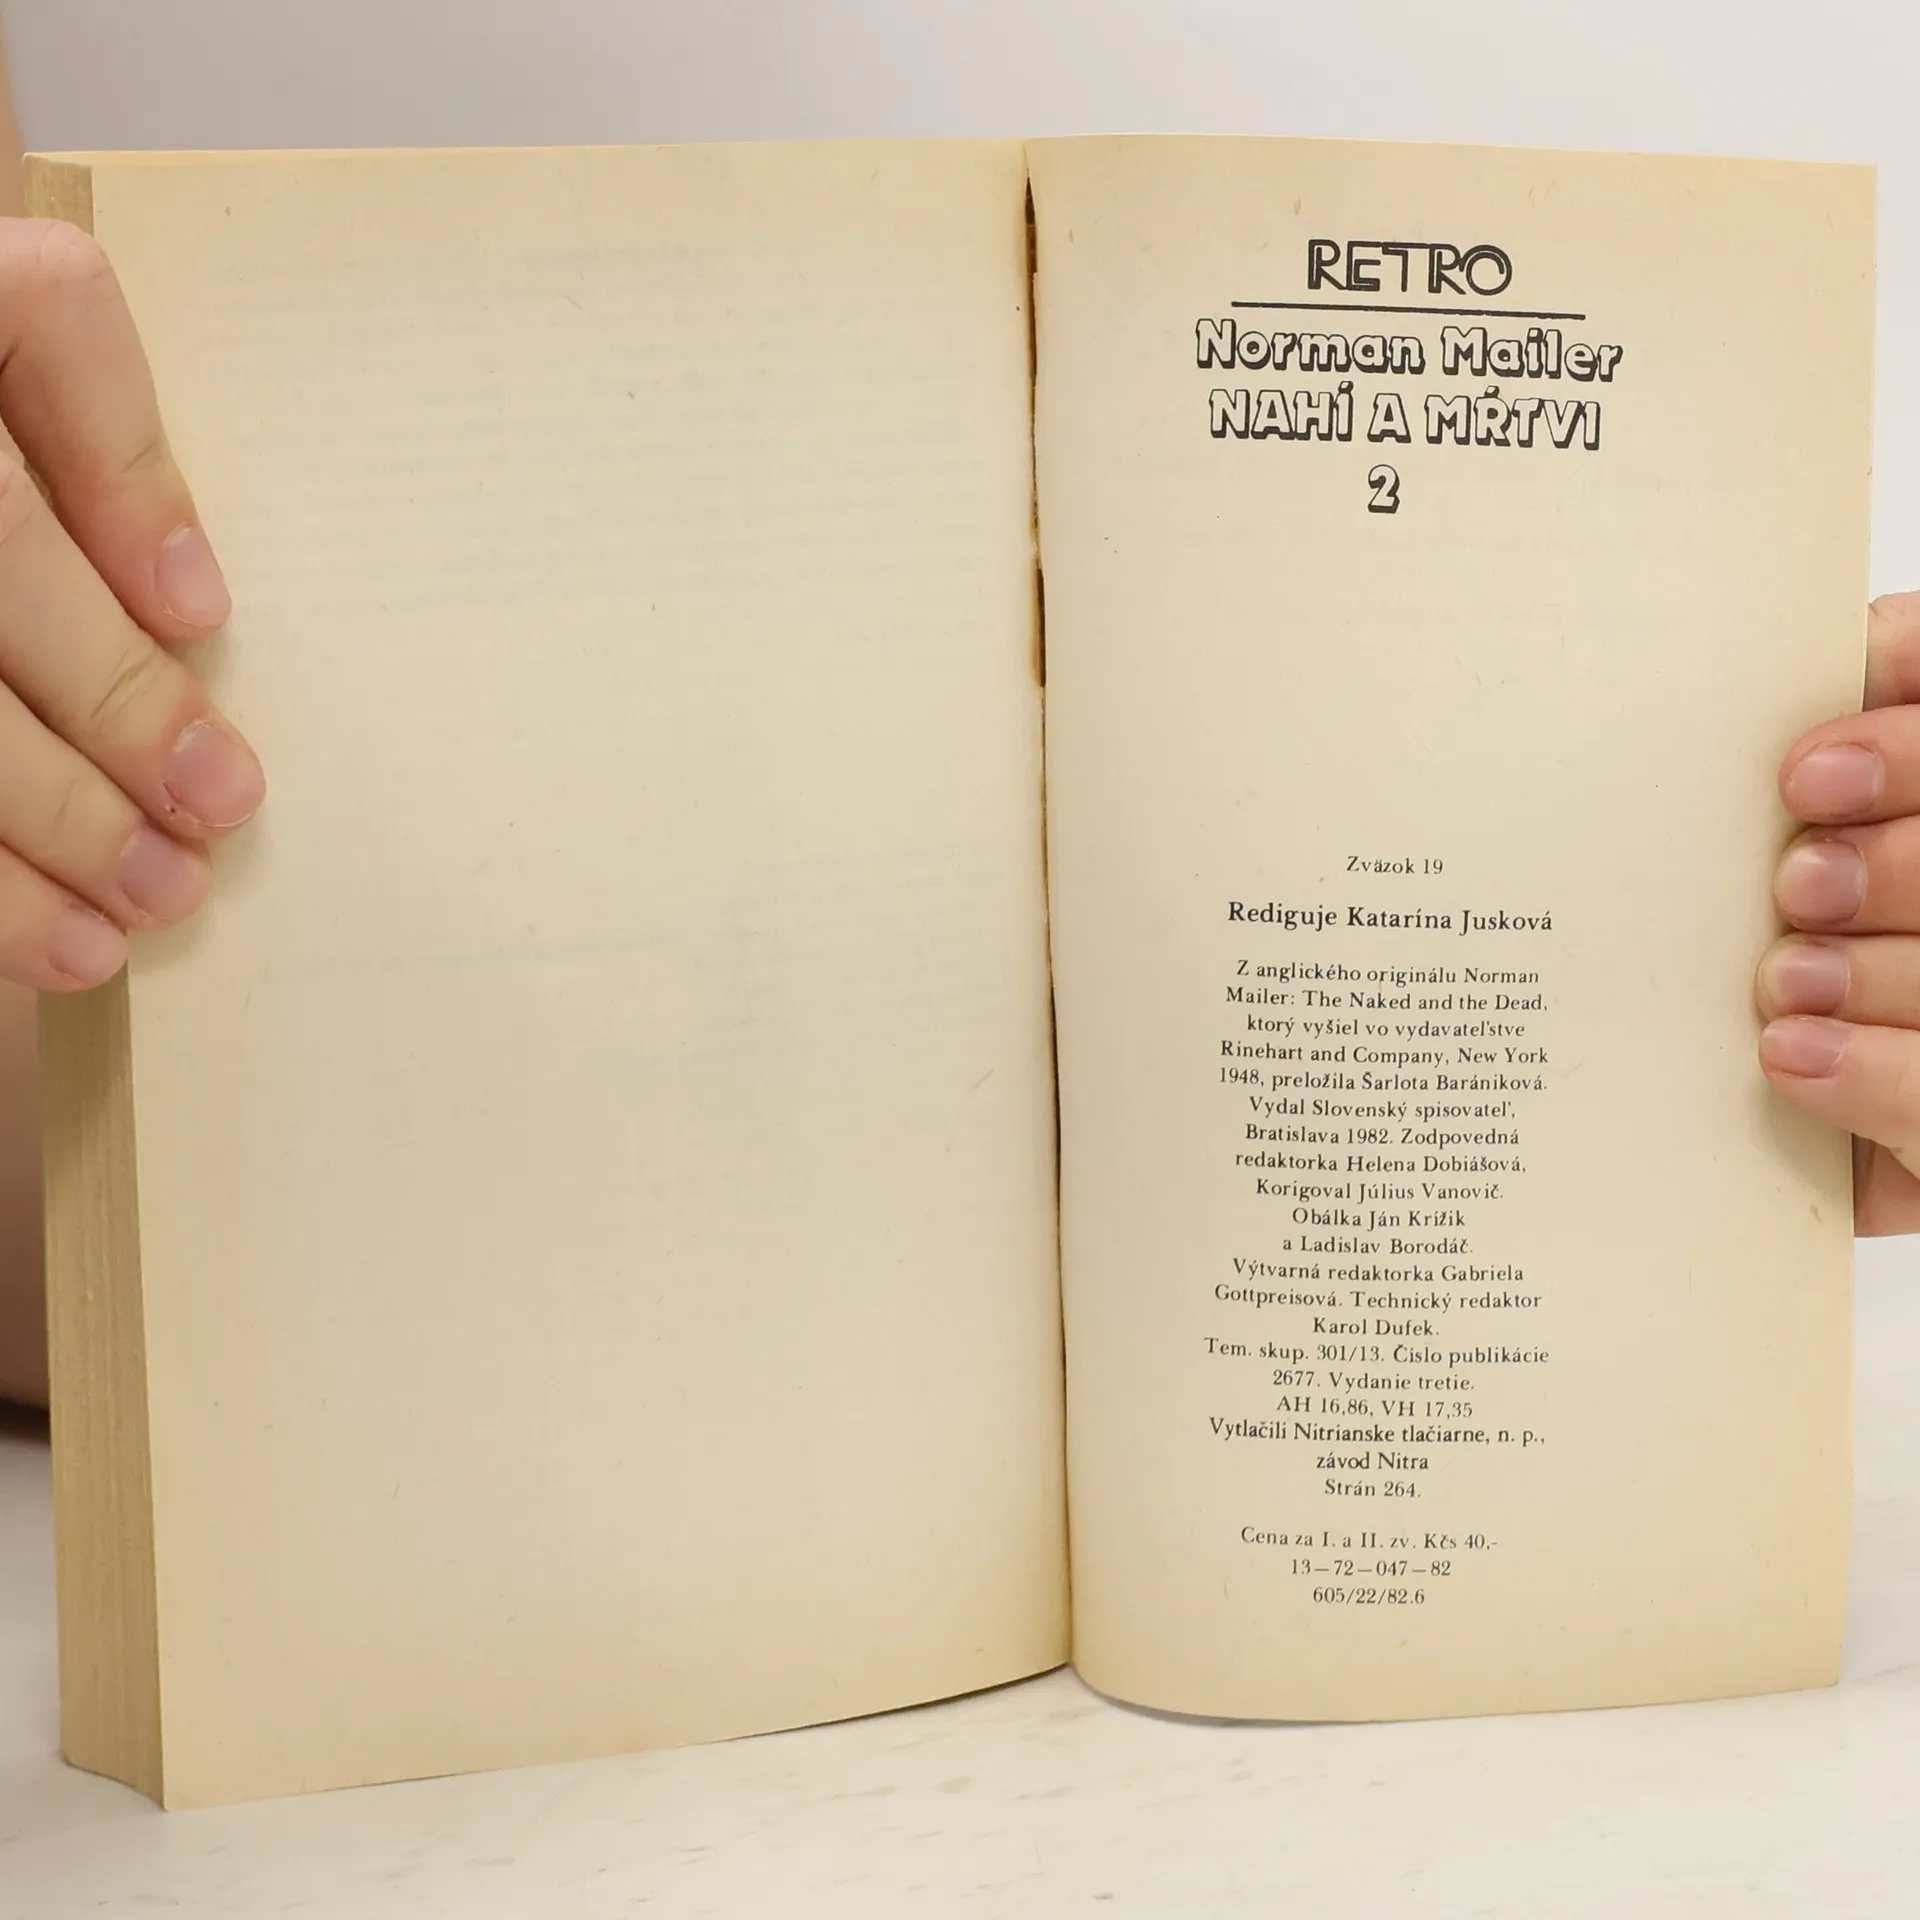 RETRO
Norman Mailer
NAHÍ A MŔTVI
2
Zväzok 19
Rediguje Katarína Jusková
Z anglického originálu Norman
Mailer: The Naked and the Dead,
ktorý vyšiel vo vydavateľstve
Rinehart and Company, New York
1948, preložila Šarlota Barániková.
Vydal Slovenský spisovateľ,
Bratislava 1982. Zodpovedná
redaktorka Helena Dobiášová,
Korigoval Július Vanovič.
Obálka Ján Krížik
a Ladislav Borodáč.
Výtvarná redaktorka Gabriela
Gottpreisová. Technický redaktor
Karol Dufek.
Tem. skup. 301/13. Číslo publikácie
2677. Vydanie tretie.
AH 16,86, VH 17,35
Vytlačili Nitrianske tlačiarne, n. p.,
závod Nitra
Strán 264.
Cena za I. a II. zv. Kčs 40,-
13—72—047—82
605/22/82.6